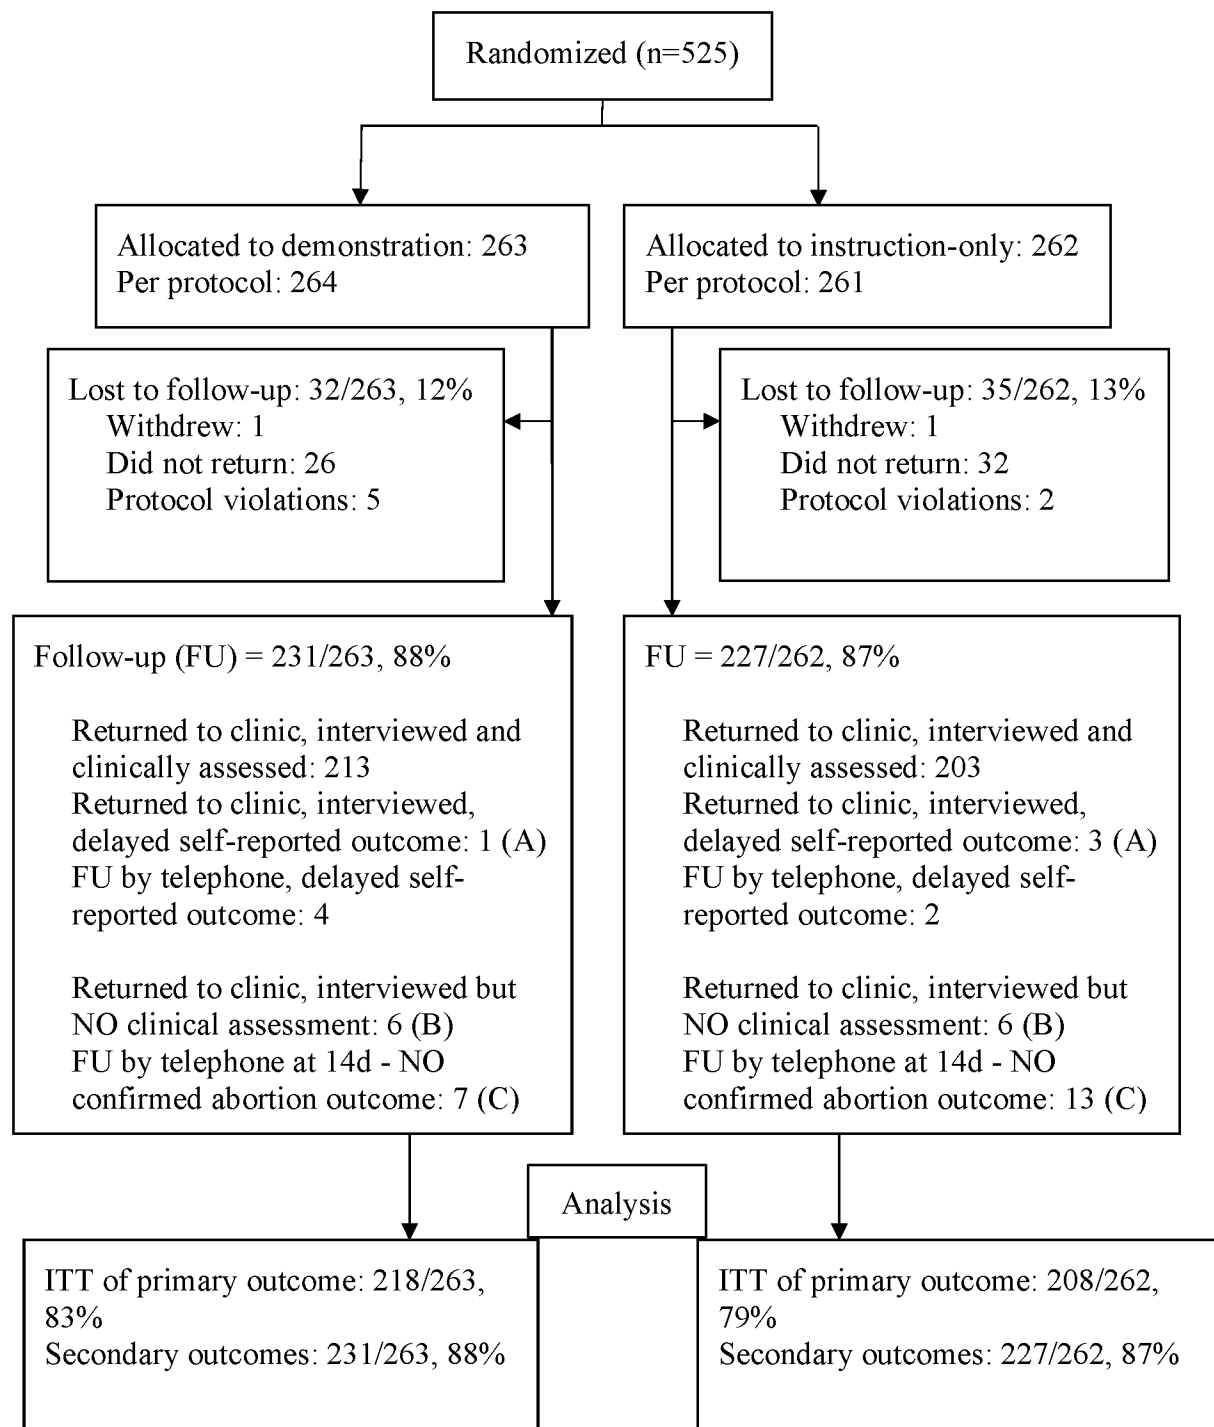 Randomized (n=525)
Allocated to demonstration: 263
Per protocol: 264
Allocated to instruction-only: 262
Per protocol: 261
Lost to follow-up: 32/263, 12%
Withdrew: 1
Did not return: 26
Protocol violations: 5
Lost to follow-up: 35/262, 13%
Withdrew: 1
Did not return: 32
Protocol violations: 2
Follow-up (FU) = 231/263, 88%
Returned to clinic, interviewed and
clinically assessed: 213
Returned to clinic, interviewed,
delayed self-reported outcome: 1 (A)
FU by telephone, delayed self-
reported outcome: 4
Returned to clinic, interviewed but
NO clinical assessment: 6 (B)
FU by telephone at 14d - NO
confirmed abortion outcome: 7 (C)
FU = 227/262, 87%
Returned to clinic, interviewed and
clinically assessed: 203
Returned to clinic, interviewed,
delayed self-reported outcome: 3 (A)
FU by telephone, delayed self-
reported outcome: 2
Returned to clinic, interviewed but
NO clinical assessment: 6 (B)
FU by telephone at 14d - NO
confirmed abortion outcome: 13 (C)
Analysis
ITT of primary outcome: 218/263,
83%
Secondary outcomes: 231/263, 88%
ITT of primary outcome: 208/262,
79%
Secondary outcomes: 227/262, 87%